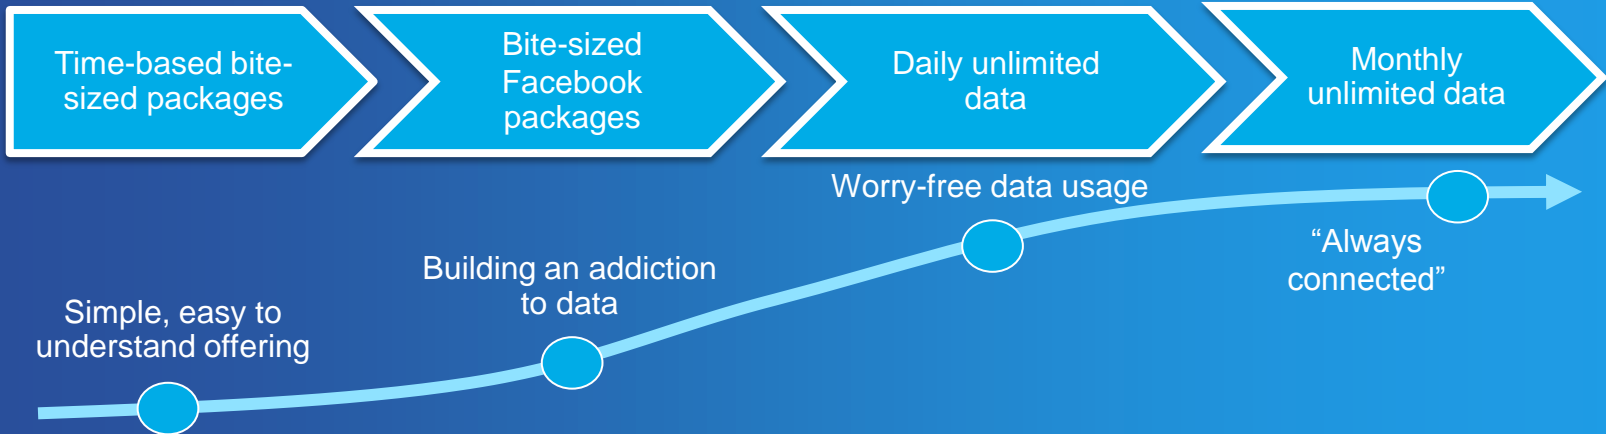 Time-based bite-
sized packages
Bite-sized
Facebook
packages
Daily unlimited
data
Monthly
unlimited data
Simple, easy to
understand offering
Building an addiction
to data
Worry-free data usage
“Always
connected”